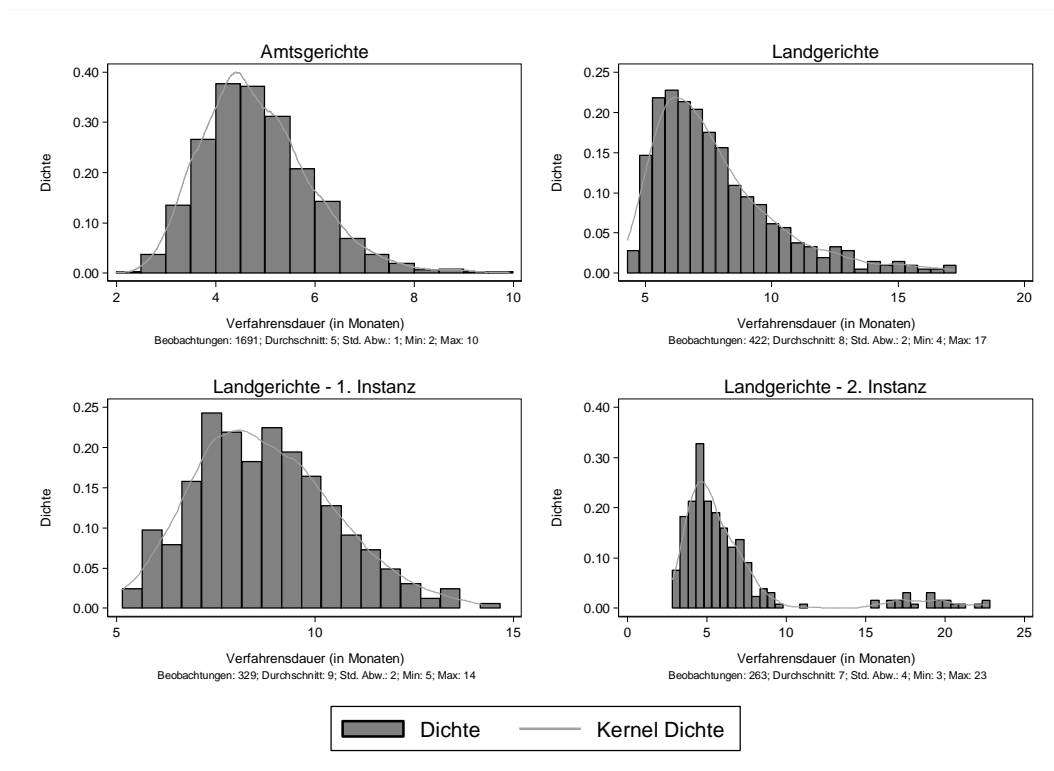 Amtsgerichte
0.40
0.30
0.20
0.10
0.00
Dichte
2 4 6 8 10
Verfahrensdauer (in Monaten)
Beobachtungen: 1691; Durchschnitt: 5; Std. Abw.: 1; Min: 2; Max: 10
Landgerichte
0.25
0.20
0.15
0.10
0.05
0.00
Dichte
5 10 15 20
Verfahrensdauer (in Monaten)
Beobachtungen: 422; Durchschnitt: 8; Std. Abw.: 2; Min: 4; Max: 17
Landgerichte - 1. Instanz
0.25
0.20
0.15
0.10
0.05
0.00
Dichte
5 10 15
Verfahrensdauer (in Monaten)
Beobachtungen: 329; Durchschnitt: 9; Std. Abw.: 2; Min: 5; Max: 14
Landgerichte - 2. Instanz
0.40
0.30
0.20
0.10
0.00
Dichte
0 5 10 15 20 25
Verfahrensdauer (in Monaten)
Beobachtungen: 263; Durchschnitt: 7; Std. Abw.: 4; Min: 3; Max: 23
Dichte Kernel Dichte